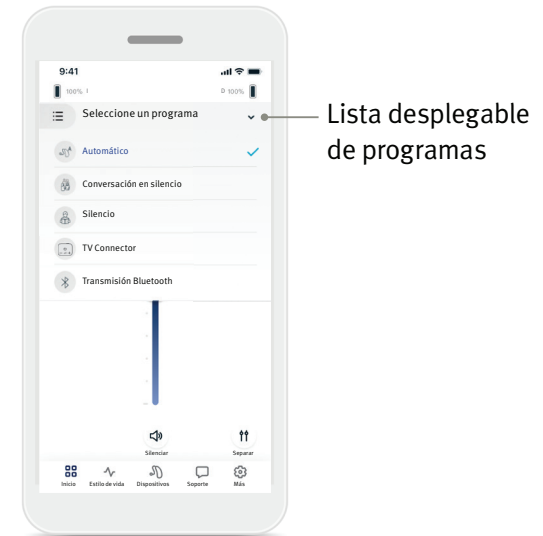 9:41
100% I
D 100%
Seleccione un programa
Lista desplegable
de programas
Automático
Conversación en silencio
Silencio
TV Connector
Transmisión Bluetooth
Silenciar
Separar
Inicio
Estilo de vida
Dispositivos
Soporte
Más